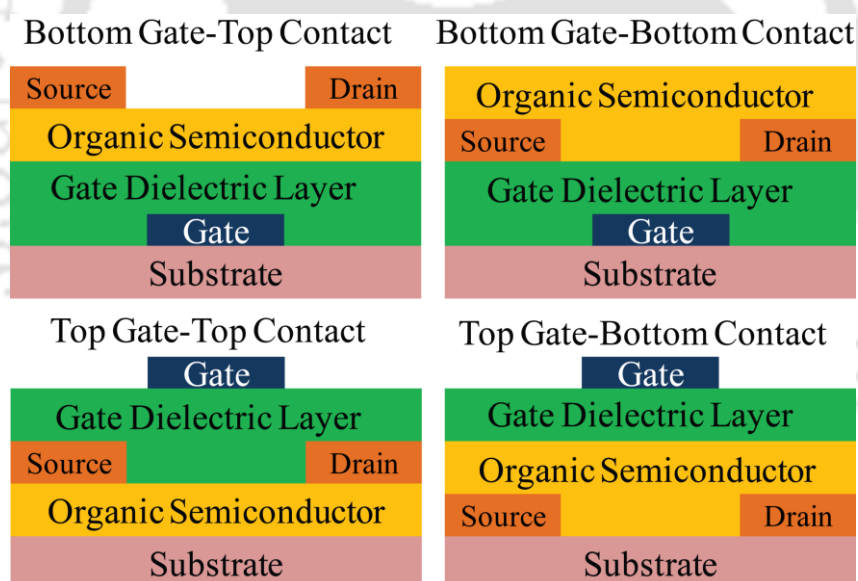 Bottom Gate-Top Contact
Source Drain
Organic Semiconductor
Gate Dielectric Layer
Gate
Substrate
Bottom Gate-Bottom Contact
Organic Semiconductor
Source Drain
Gate Dielectric Layer
Gate
Substrate
Top Gate-Top Contact
Gate
Gate Dielectric Layer
Source Drain
Organic Semiconductor
Substrate
Top Gate-Bottom Contact
Gate
Gate Dielectric Layer
Organic Semiconductor
Source Drain
Substrate